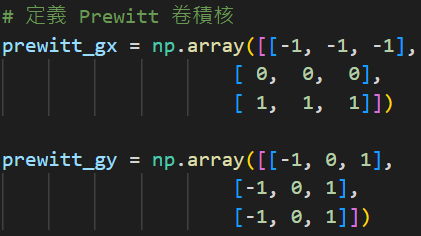 # 定義 Prewitt 卷積核
prewitt_gx = np.array([[-1, -1, -1],
[ 0,  0,  0],
[ 1,  1,  1]])
prewitt_gy = np.array([[-1, 0, 1],
[-1, 0, 1],
[-1, 0, 1]])